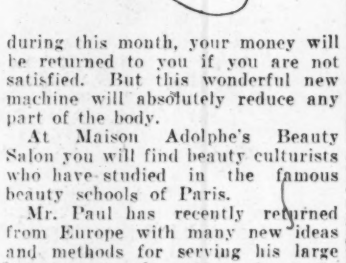 during this month, your money will
be returned to you if you are not
satisfied. But this wonderful new
machine will absolutely reduce any
part of the body.
At Maison Adolphe's Beauty
Salon you will find beauty culturists
who have studied in the famous
beauty schools of Paris.
Mr. Paul has recently returned
from Europe with many new ideas
and methods for serving his large